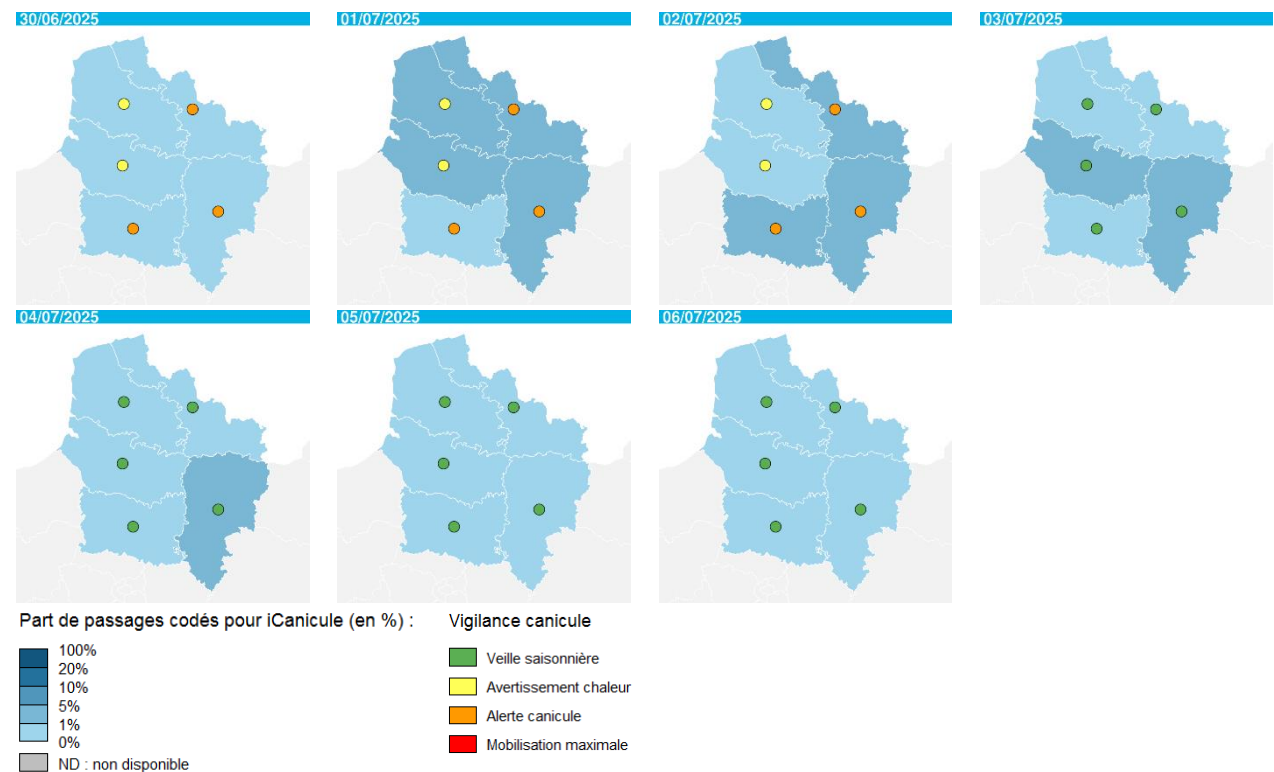 30/06/2025
01/07/2025
02/07/2025
03/07/2025
04/07/2025
05/07/2025
06/07/2025
Part de passages codés pour iCanicule (en %) :
100%
20%
10%
5%
1%
0%
ND : non disponible
Vigilance canicule
Veille saisonnière
Avertissement chaleur
Alerte canicule
Mobilisation maximale